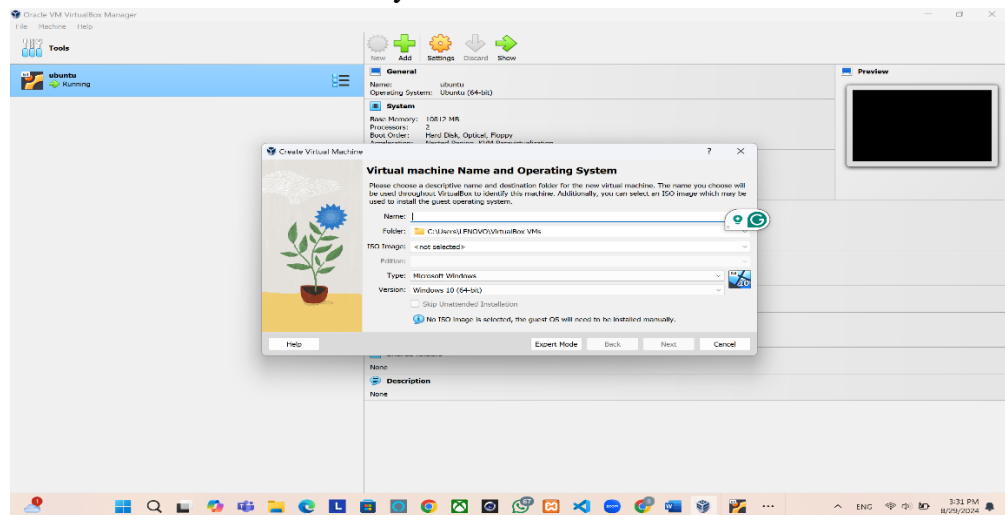 Oracle VM VirtualBox Manager
File Machine Help
Tools
New Add Settings Discard Show
ubuntu
Running
General
Name: ubuntu
Operating System: Ubuntu (64-bit)
System
Base Memory: 10812 MB
Processors: 2
Boot Order: Hard Disk, Optical, Floppy
Acceleration: Nested Paging, KVM Paravirtualization
Preview
Create Virtual Machine
Virtual machine Name and Operating System
Please choose a descriptive name and destination folder for the new virtual machine. The name you choose will
be used throughout VirtualBox to identify this machine. Additionally, you can select an ISO image which may be
used to install the guest operating system.
Name:
Folder: C:\Users\LENOVO\VirtualBox VMs
ISO Image: <not selected>
Edition:
Type: Microsoft Windows
Version: Windows 10 (64-bit)
Skip Unattended Installation
No ISO image is selected, the guest OS will need to be installed manually.
Help Expert Mode Back Next Cancel
None
Description
None
ENG
3:31 PM
8/29/2024